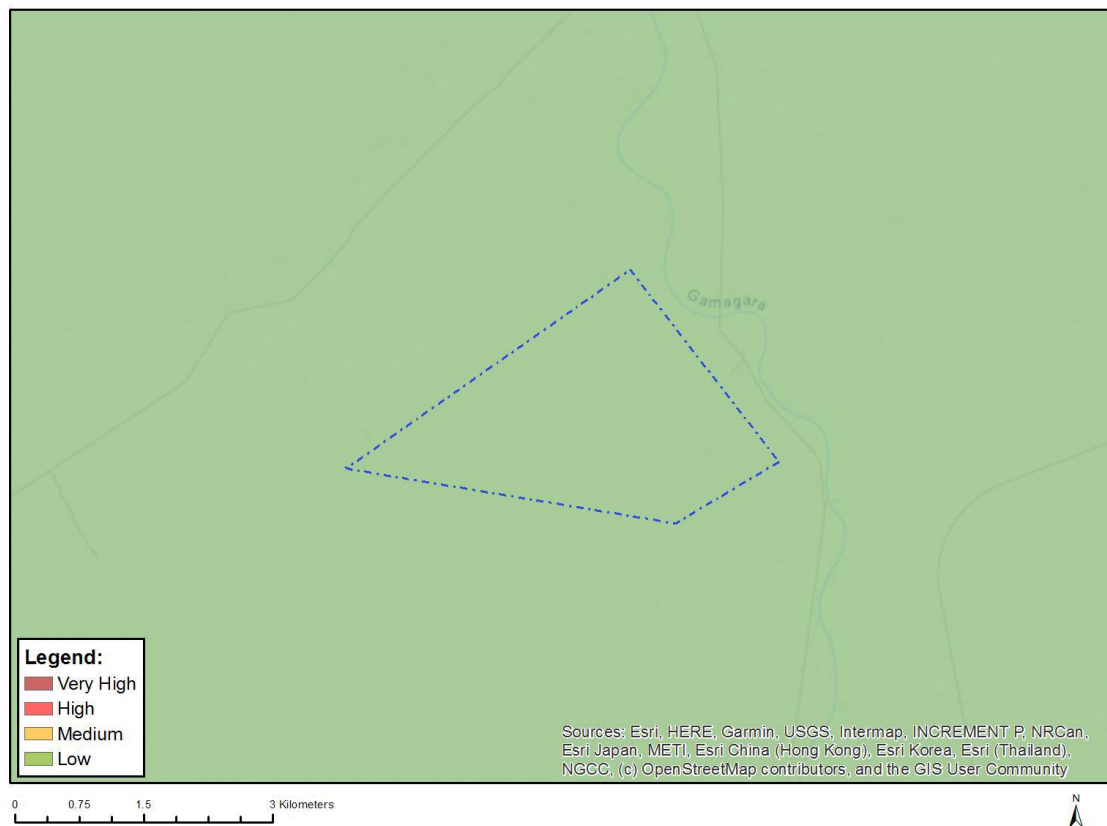 Gamagara
Legend:
Very High
High
Medium
Low
Sources: Esri, HERE, Garmin, USGS, Intermap, INCREMENT P, NRCan,
Esri Japan, METI, Esri China (Hong Kong), Esri Korea, Esri (Thailand),
NGCC, (c) OpenStreetMap contributors, and the GIS User Community
0 0.75 1.5 3 Kilometers
N